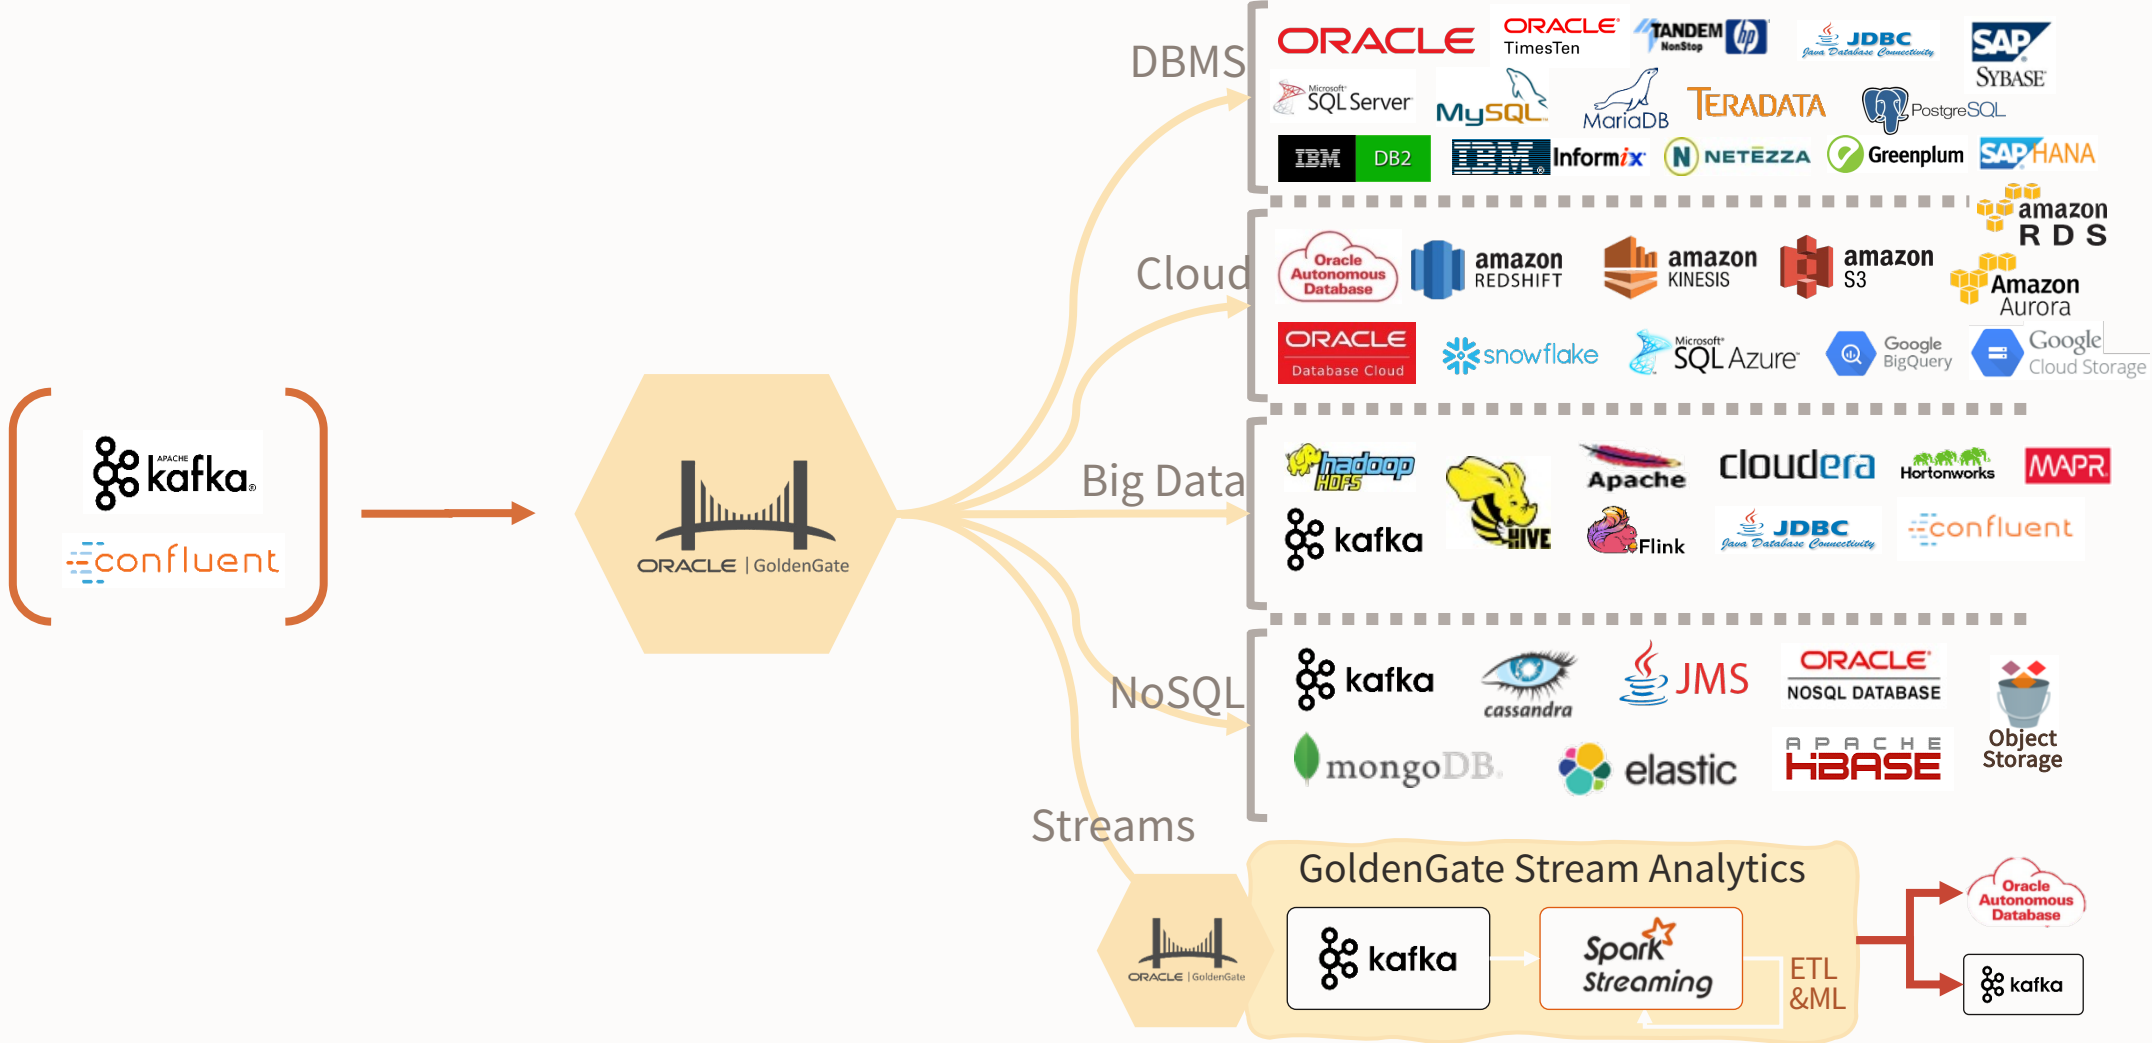 APACHE
kafka®
confluent
ORACLE | GoldenGate
DBMS
ORACLE
ORACLE®
TimesTen
TANDEM
NonStop
hp
JDBC
Java Database Connectivity
SAP
SYBASE
Microsoft®
SQL Server
MySQL
MariaDB
TERADATA
PostgreSQL
IBM
DB2
IBM®
Informix
N
NETEZZA
Greenplum
SAP HANA
Cloud
Oracle
Autonomous
Database
amazon
REDSHIFT
amazon
KINESIS
amazon
S3
amazon
RDS
Amazon
Aurora
ORACLE
Database Cloud
snowflake
Microsoft®
SQL Azure
Google
BigQuery
Google
Cloud Storage
Big Data
hadoop
HDFS
HIVE
Apache
cloudera
Hortonworks
MAPR
kafka
Flink
JDBC
Java Database Connectivity
confluent
NoSQL
kafka
cassandra
JMS
ORACLE®
NOSQL DATABASE
Object
Storage
mongoDB
elastic
APACHE
HBASE
Streams
ORACLE | GoldenGate
GoldenGate Stream Analytics
kafka
Spark
Streaming
ETL
&ML
Oracle
Autonomous
Database
kafka